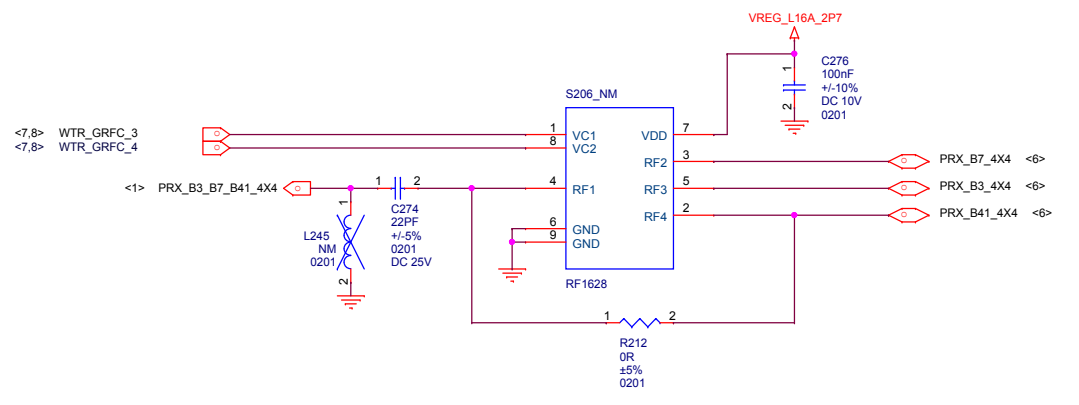 VREG_L16A_2P7
1
C276
100nF
+/-10%
DC 10V
0201
2
S206_NM
<7,8> WTR_GRFC_3
1
VC1
VDD
7
<7,8> WTR_GRFC_4
8
VC2
RF2
3
PRX_B7_4X4 <6>
<1> PRX_B3_B7_B41_4X4
1
2
4
RF1
RF3
5
PRX_B3_4X4 <6>
C274
22PF
+/-5%
0201
DC 25V
1
L245
NM
0201
2
RF4
2
PRX_B41_4X4 <6>
6
GND
9
GND
RF1628
1
2
R212
0R
±5%
0201